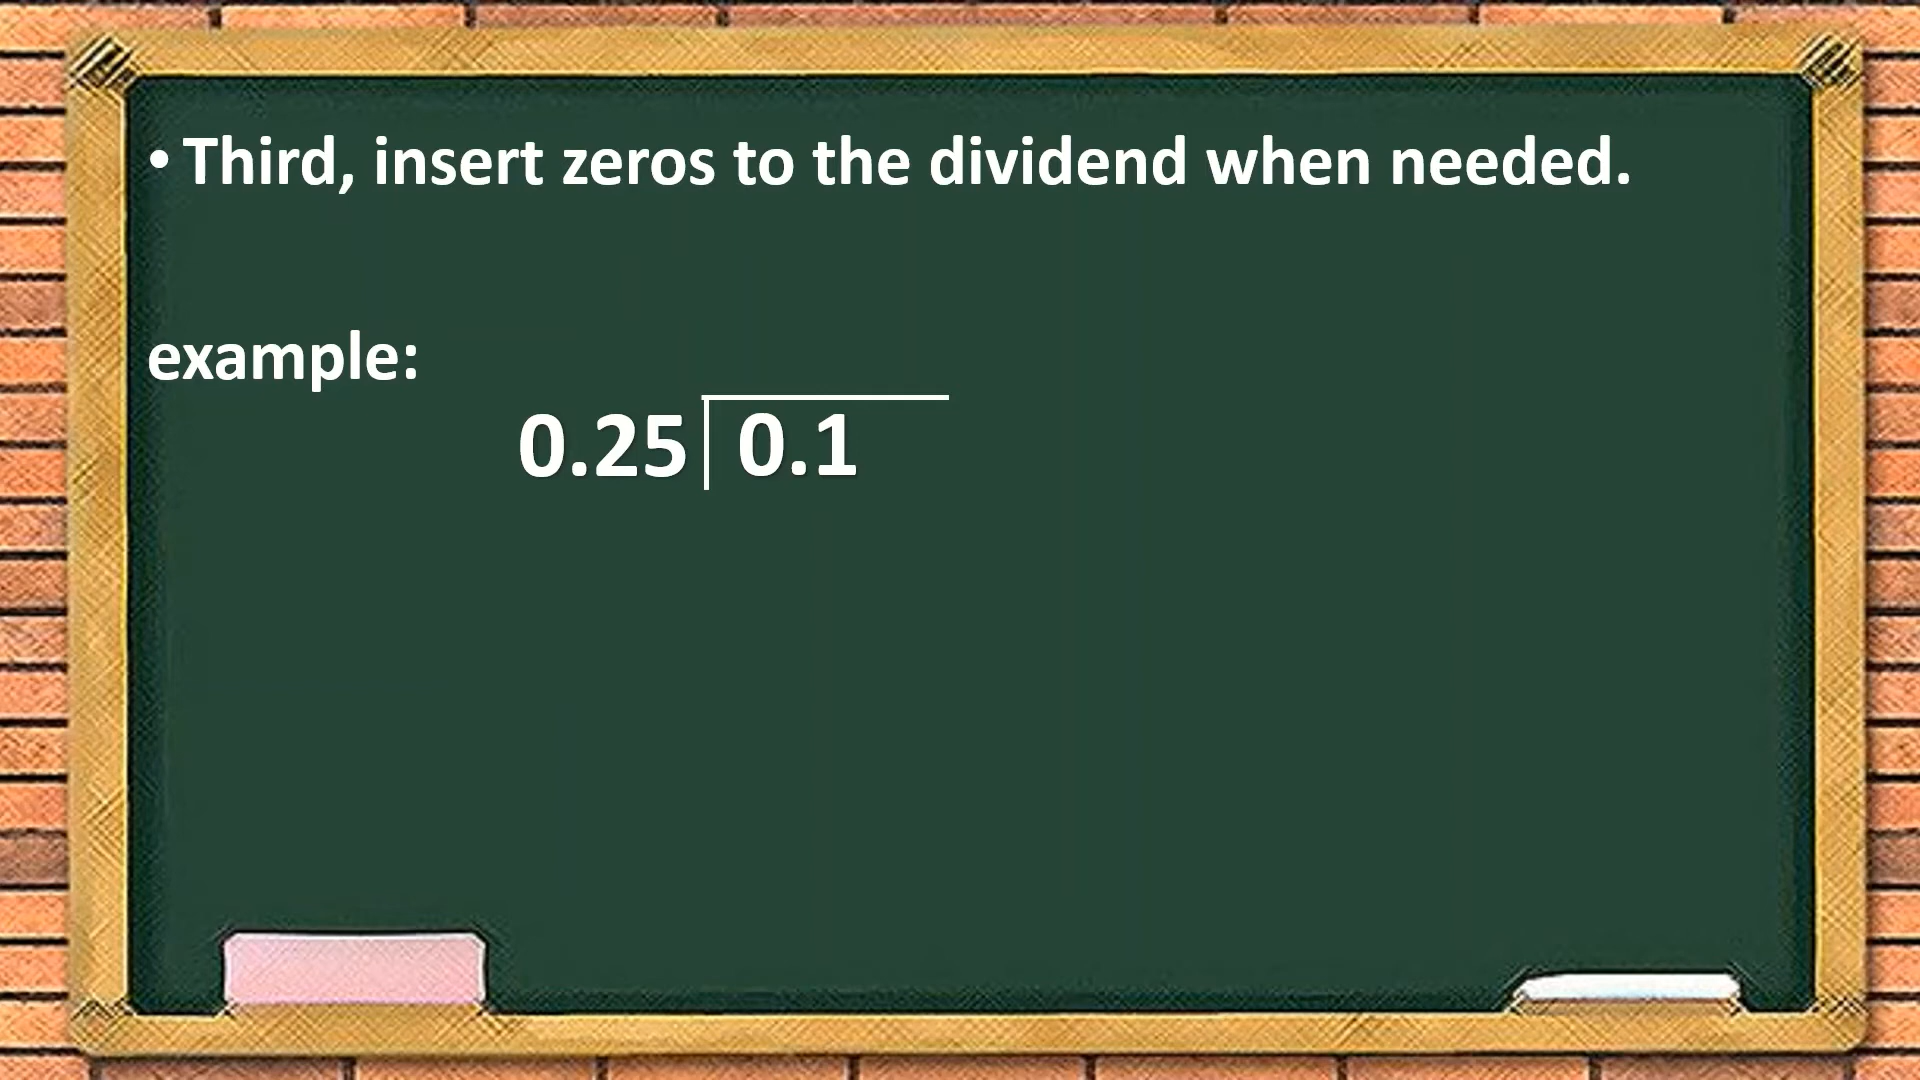 • Third, insert zeros to the dividend when needed.
example:
0.25 0.1